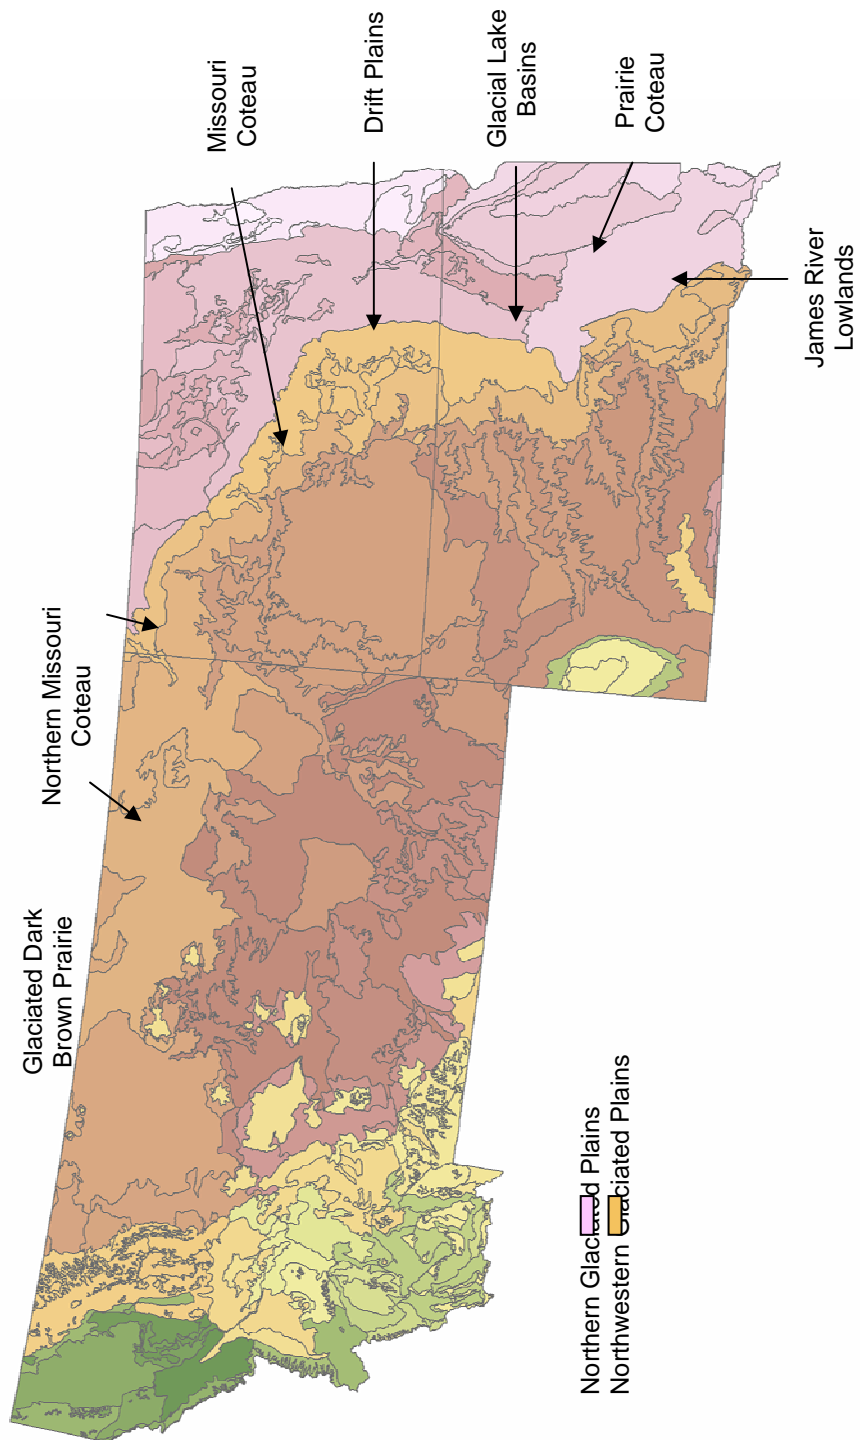 Glaciated Dark
Brown Prairie
Northern Missouri
Coteau
Missouri
Coteau
Drift Plains
Glacial Lake
Basins
Prairie
Coteau
James River
Lowlands
Northern Glaciated Plains
Northwestern Glaciated Plains